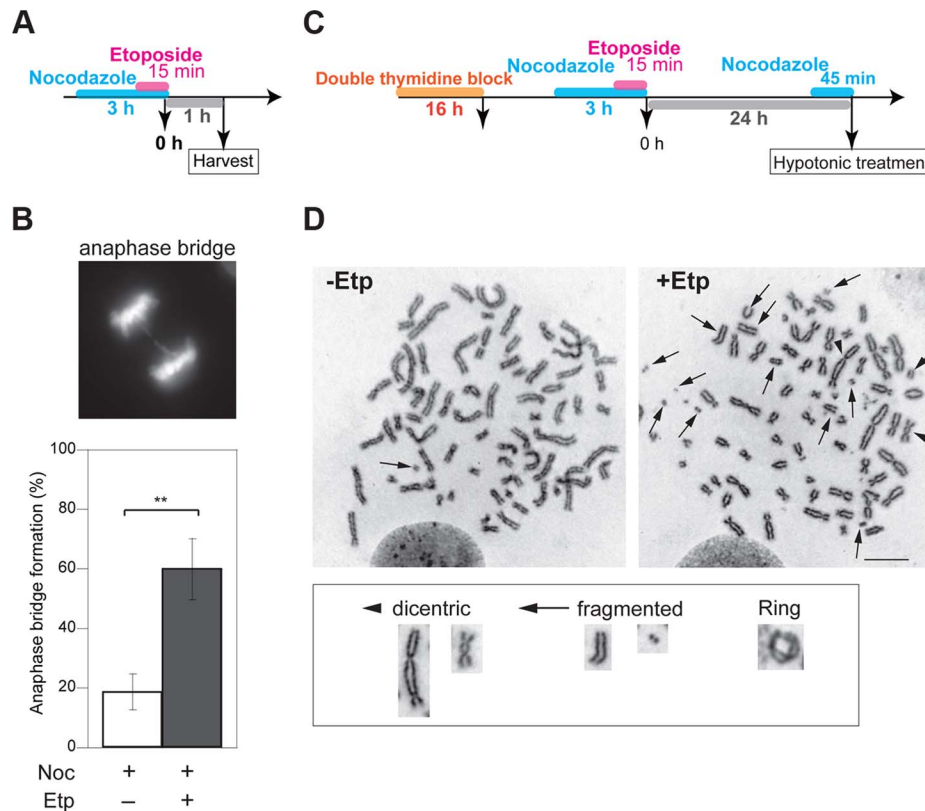 A
Etoposide
Nocodazole 15 min
3 h
1 h
0 h
Harvest
C
Etoposide
Double thymidine block
Nocodazole 15 min
Nocodazole
45 min
16 h
3 h
24 h
0 h
Hypotonic treatmen
B
anaphase bridge
Anaphase bridge formation (%)
100
80
60
40
20
0
**
Noc + +
Etp – +
D
-Etp
+Etp
dicentric
fragmented
Ring